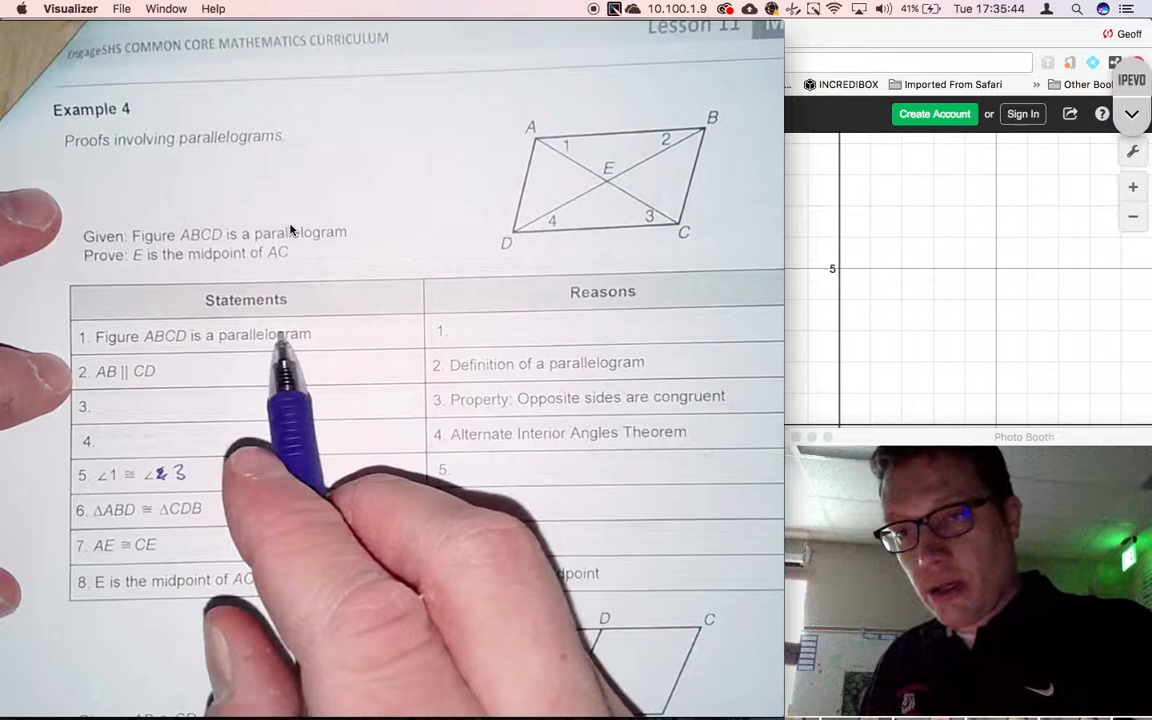 Visualizer File Edit Window Help
10.100.1.9 41% Tue 17:35:44
Geoff
INCREDIBOX Imported From Safari » Other Boo
IPEVO
Create Account or Sign In
EngageSHS COMMON CORE MATHEMATICS CURRICULUM
Lesson 11
Example 4
Proofs involving parallelograms.
A
B
1
2
E
4
3
D
C
Given: Figure ABCD is a parallelogram
Prove: E is the midpoint of AC
Statements Reasons
1. Figure ABCD is a parallelogram 1.
2. AB || CD 2. Definition of a parallelogram
3. 3. Property: Opposite sides are congruent
4. 4. Alternate Interior Angles Theorem
5. ∠1 ≅ ∠ 3 5.
6. ΔABD ≅ ΔCDB
7. AE ≅ CE
8. E is the midpoint of AC dpoint
D C
5
Photo Booth